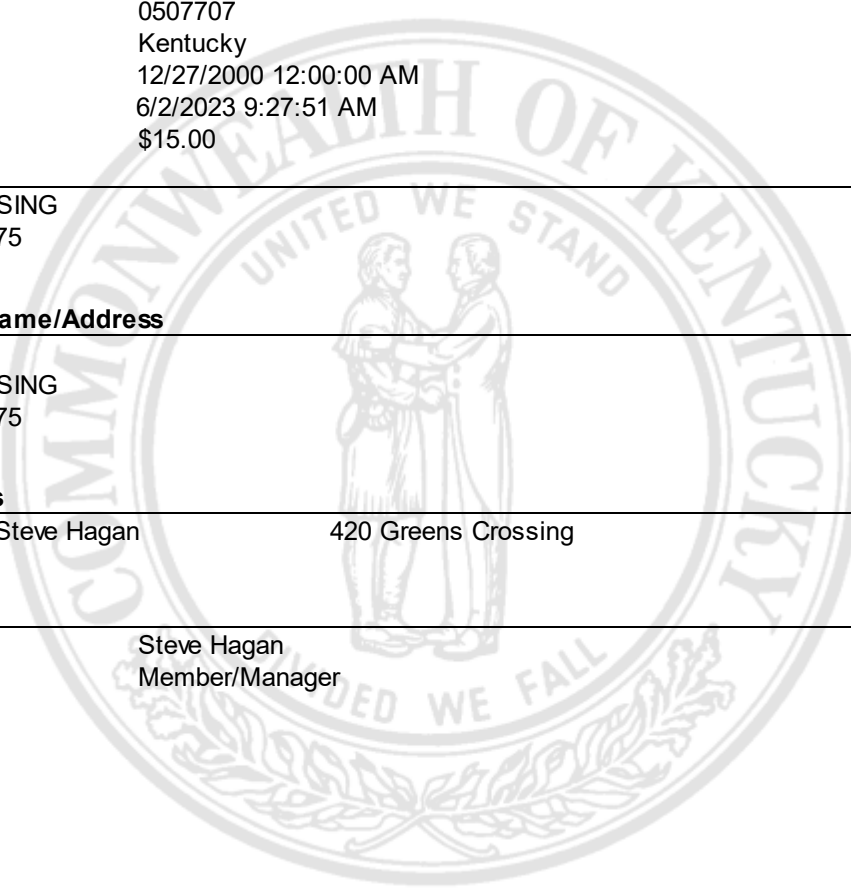 0507707
Kentucky
12/27/2000 12:00:00 AM
6/2/2023 9:27:51 AM
$15.00
SING
75
ame/Address
SING
75
s
Steve Hagan 420 Greens Crossing
Steve Hagan
Member/Manager
COMMONWEALTH OF KENTUCKY
UNITED WE STAND
DIVIDED WE FALL